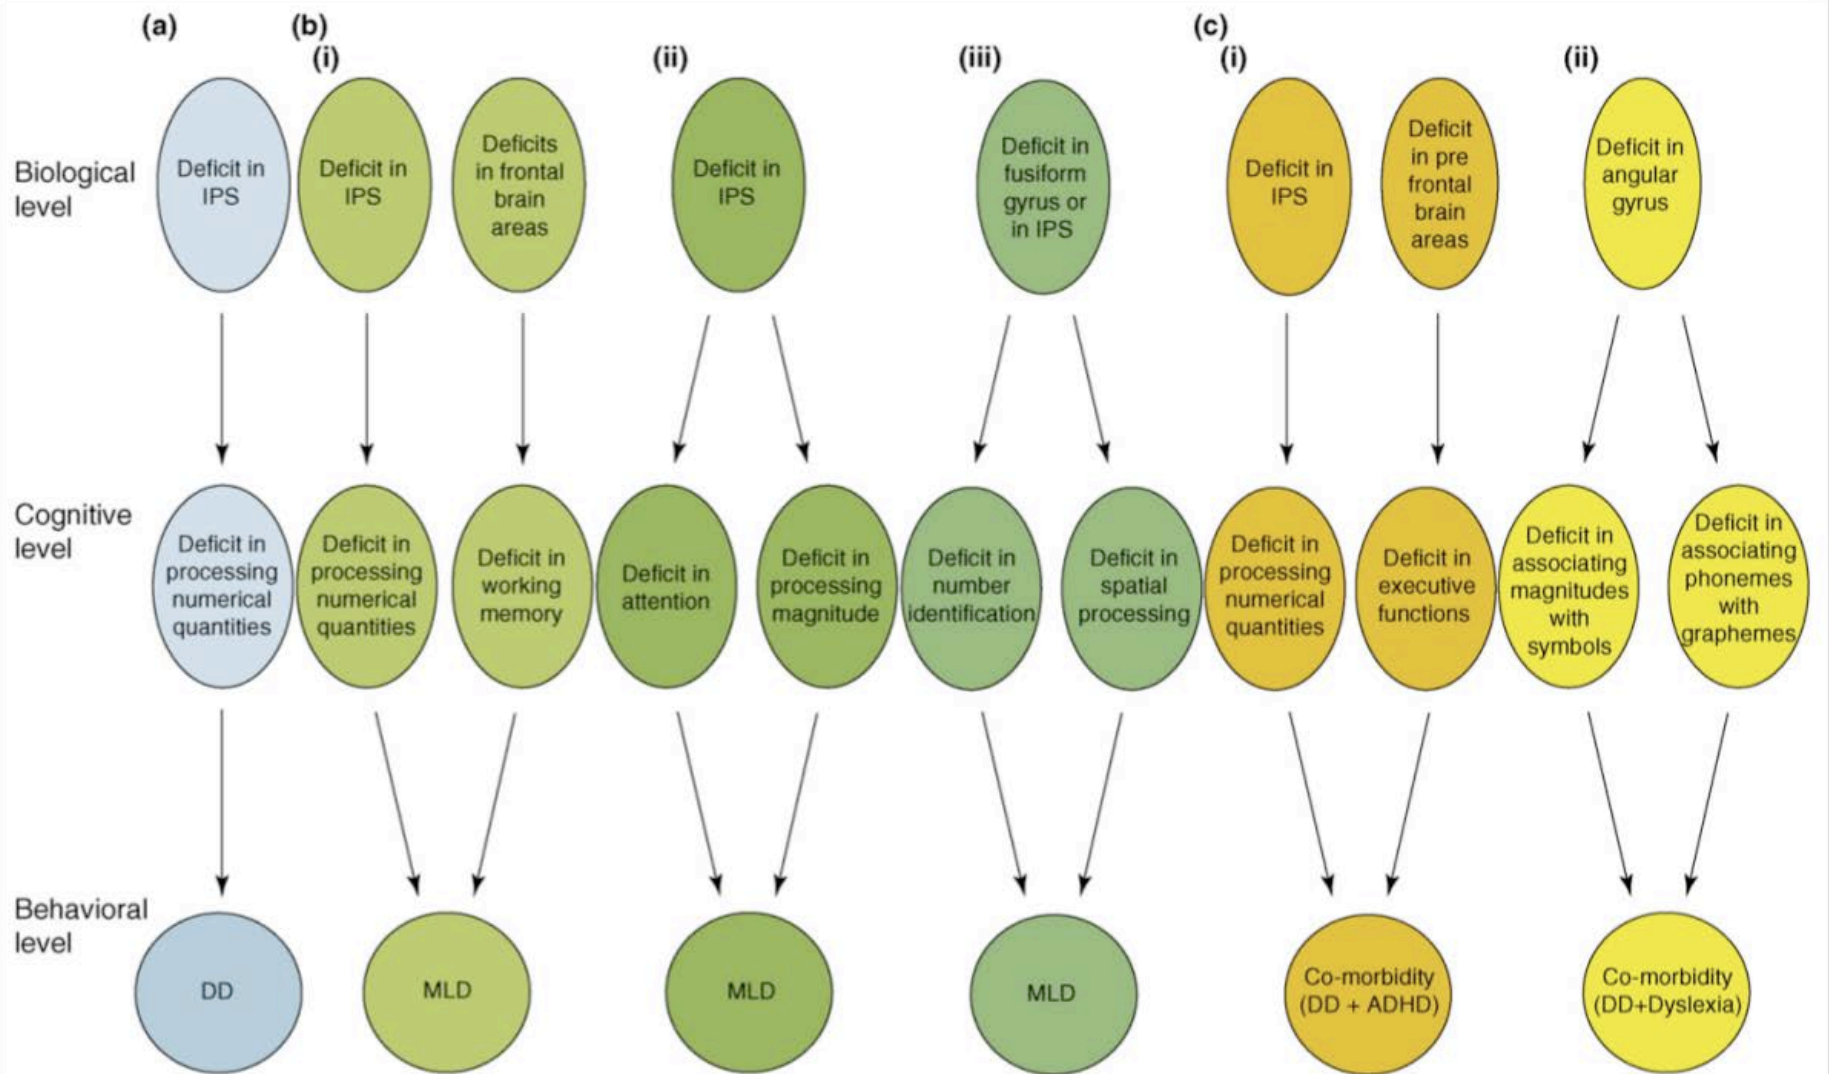 (a)
(b)
(i)
(ii)
(iii)
(c)
(i)
(ii)
Biological
level
Deficit in
IPS
Deficit in
IPS
Deficits
in frontal
brain
areas
Deficit in
IPS
Deficit in
fusiform
gyrus or
in IPS
Deficit in
IPS
Deficit
in pre
frontal
brain
areas
Deficit in
angular
gyrus
Cognitive
level
Deficit in
processing
numerical
quantities
Deficit in
processing
numerical
quantities
Deficit in
working
memory
Deficit in
attention
Deficit in
processing
magnitude
Deficit in
number
identification
Deficit in
spatial
processing
Deficit in
processing
numerical
quantities
Deficit in
executive
functions
Deficit in
associating
magnitudes
with
symbols
Deficit in
associating
phonemes
with
graphemes
Behavioral
level
DD
MLD
MLD
MLD
Co-morbidity
(DD + ADHD)
Co-morbidity
(DD+Dyslexia)